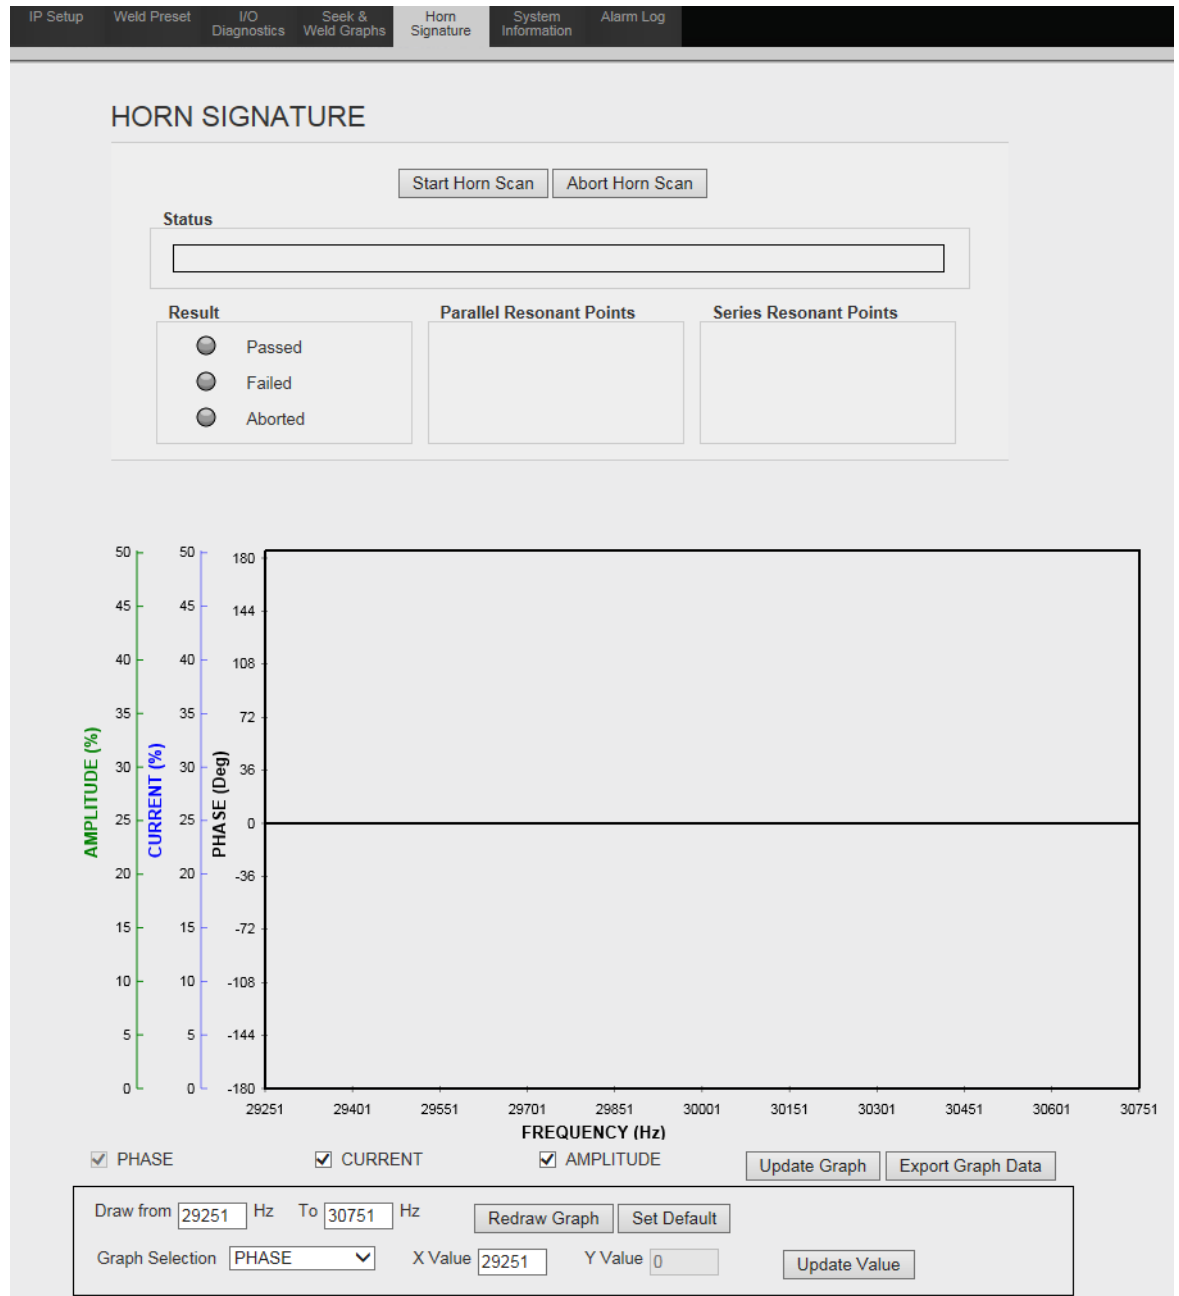 IP Setup Weld Preset I/O Diagnostics Seek & Weld Graphs Horn Signature System Information Alarm Log
HORN SIGNATURE
Start Horn Scan Abort Horn Scan
Status
Result Parallel Resonant Points Series Resonant Points
Passed
Failed
Aborted
50 50 180
45 45 144
40 40 108
35 35 72
30 30 36
25 25 0
20 20 -36
15 15 -72
10 10 -108
5 5 -144
0 0 -180
AMPLITUDE (%)
CURRENT (%)
PHASE (Deg)
29251 29401 29551 29701 29851 30001 30151 30301 30451 30601 30751
FREQUENCY (Hz)
PHASE CURRENT AMPLITUDE Update Graph Export Graph Data
Draw from 29251 Hz To 30751 Hz Redraw Graph Set Default
Graph Selection PHASE X Value 29251 Y Value 0 Update Value